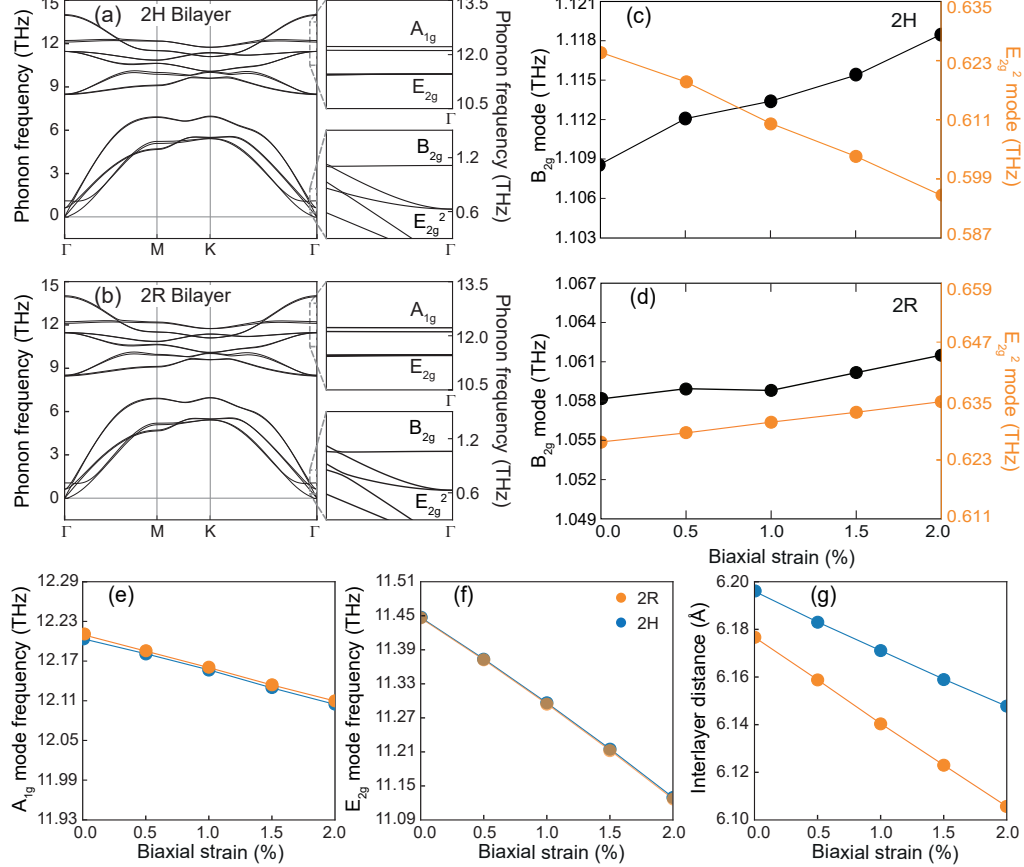 (a) 2H Bilayer
Phonon frequency (THz)
15
12
9
6
3
0
Γ M K Γ
A1g
E2g
13.5
12.0
10.5
Γ
B2g
E2g2
1.2
0.6
Γ
Phonon frequency (THz)
(b) 2R Bilayer
Phonon frequency (THz)
15
12
9
6
3
0
Γ M K Γ
A1g
E2g
13.5
12.0
10.5
Γ
B2g
E2g2
1.2
0.6
Γ
Phonon frequency (THz)
(c) 2H
B2g mode (THz)
1.121
1.118
1.115
1.112
1.109
1.106
1.103
0.635
0.623
0.611
0.599
0.587
E2g2 mode (THz)
(d) 2R
B2g mode (THz)
1.067
1.064
1.061
1.058
1.055
1.052
1.049
0.659
0.647
0.635
0.623
0.611
E2g2 mode (THz)
0.0 0.5 1.0 1.5 2.0
Biaxial strain (%)
(e)
A1g mode frequency (THz)
12.29
12.23
12.17
12.11
12.05
11.99
11.93
0.0 0.5 1.0 1.5 2.0
Biaxial strain (%)
(f)
2R
2H
E2g mode frequency (THz)
11.51
11.45
11.39
11.33
11.27
11.21
11.15
11.09
0.0 0.5 1.0 1.5 2.0
Biaxial strain (%)
(g)
Interlayer distance (Å)
6.20
6.18
6.16
6.14
6.12
6.10
0.0 0.5 1.0 1.5 2.0
Biaxial strain (%)